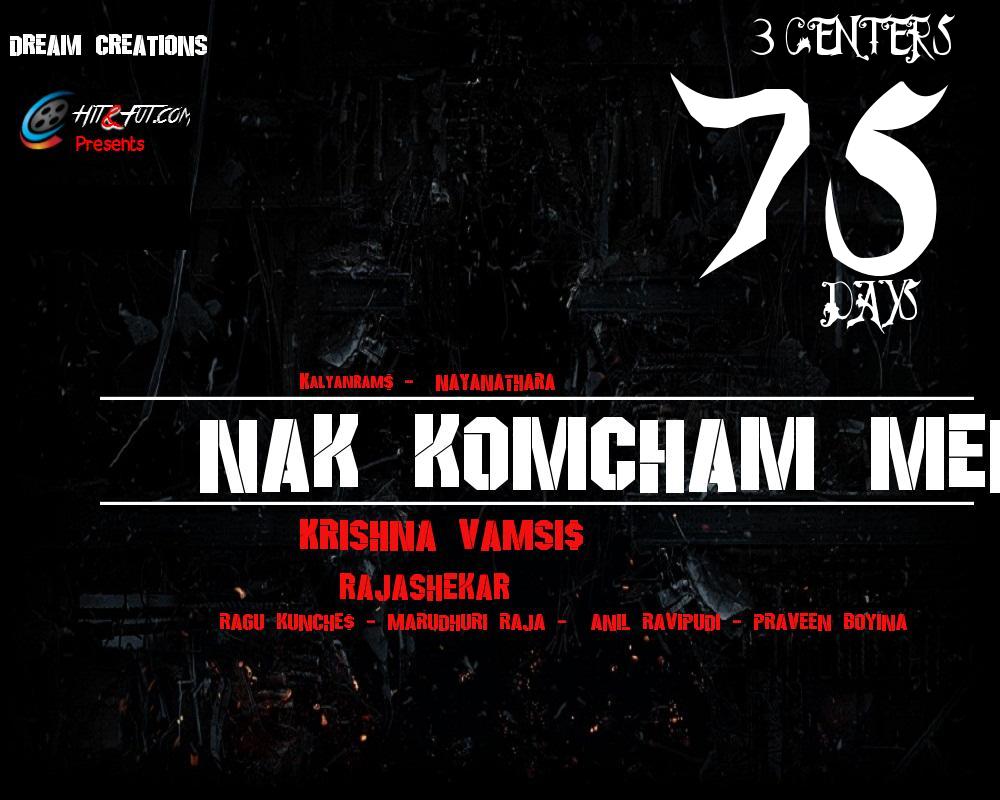 DREAM CREATIONS
HIT&FUT.COM
Presents
3 CENTERS
75
DAYS
KALYANRAM$ - NAYANATHARA
NAK KOMCHAM
KRISHNA VAMSI$
RAJASHEKAR
RAGU KUNCHE$ - MARUDHURI RAJA - ANIL RAVIPUDI - PRAVEEN BOYINA